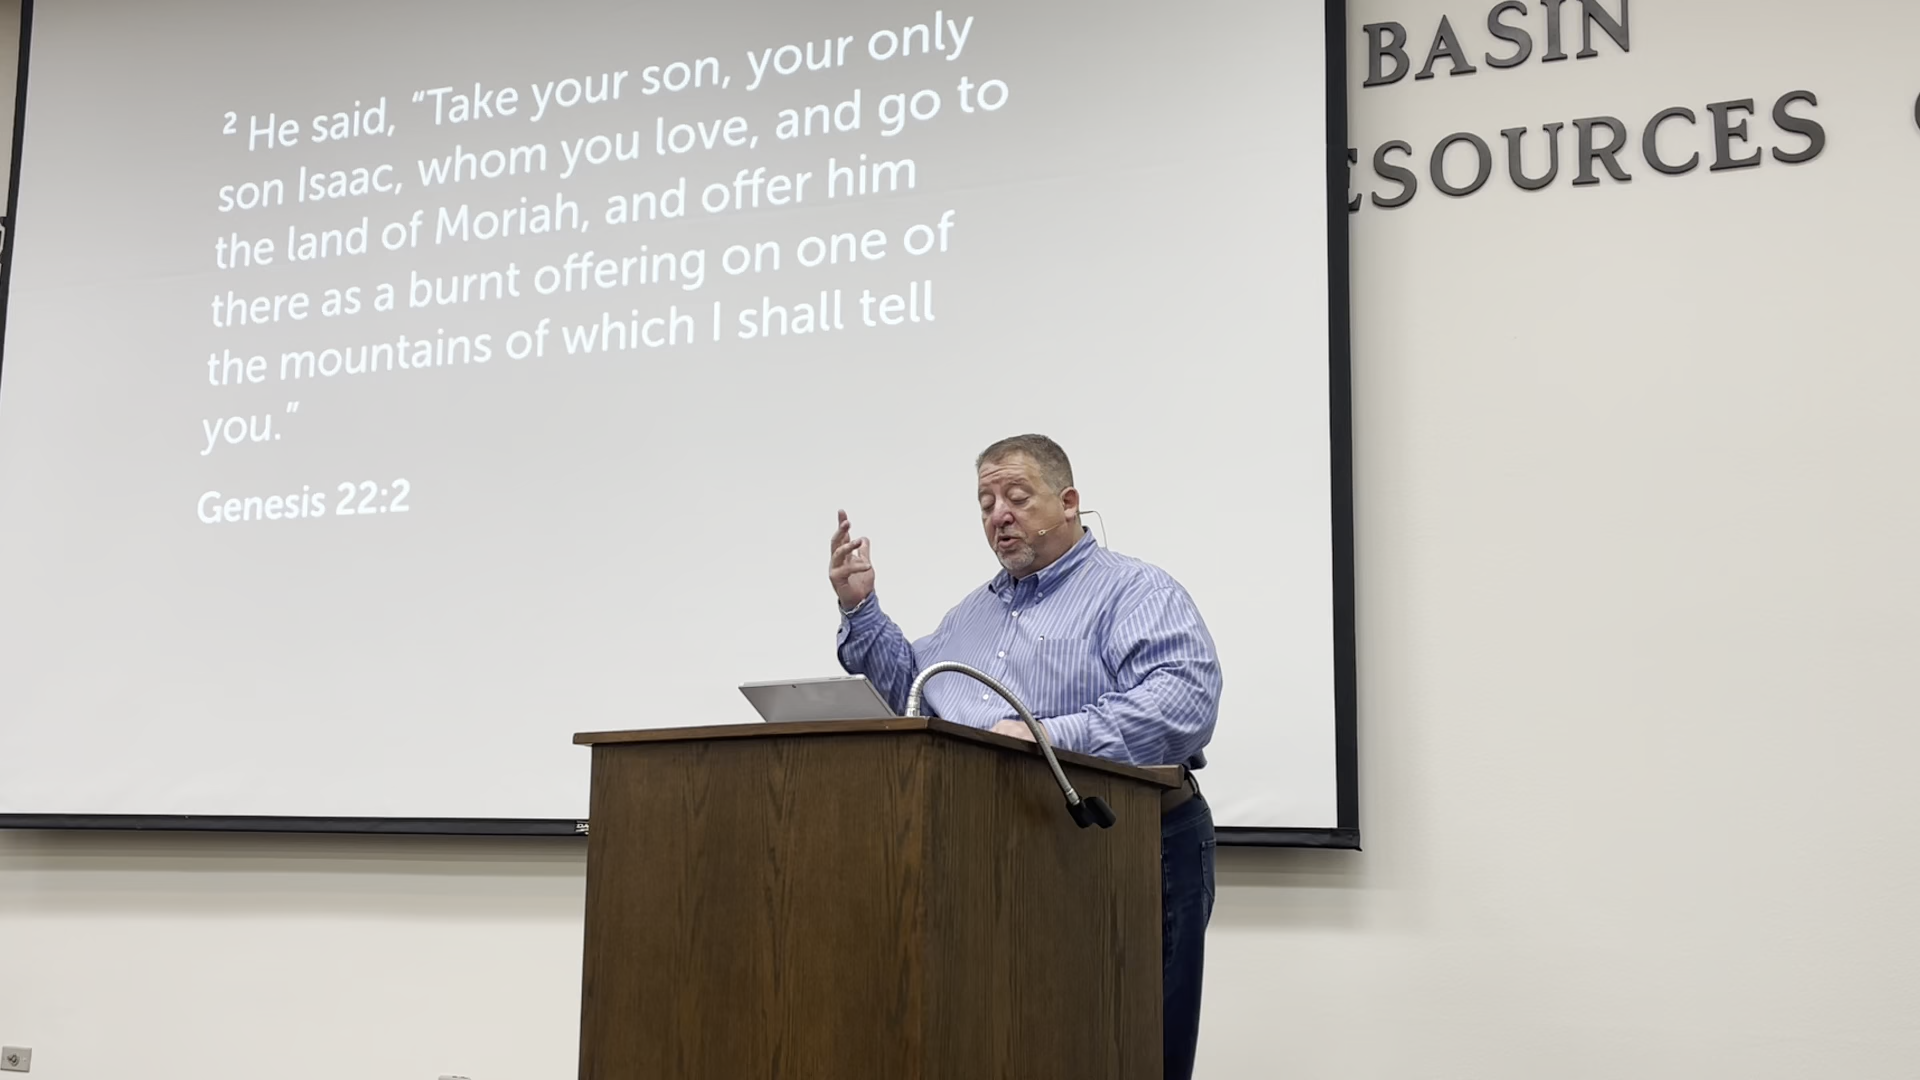 ² He said, “Take your son, your only
son Isaac, whom you love, and go to
the land of Moriah, and offer him
there as a burnt offering on one of
the mountains of which I shall tell
you.”
Genesis 22:2
BASIN
ESOURCES